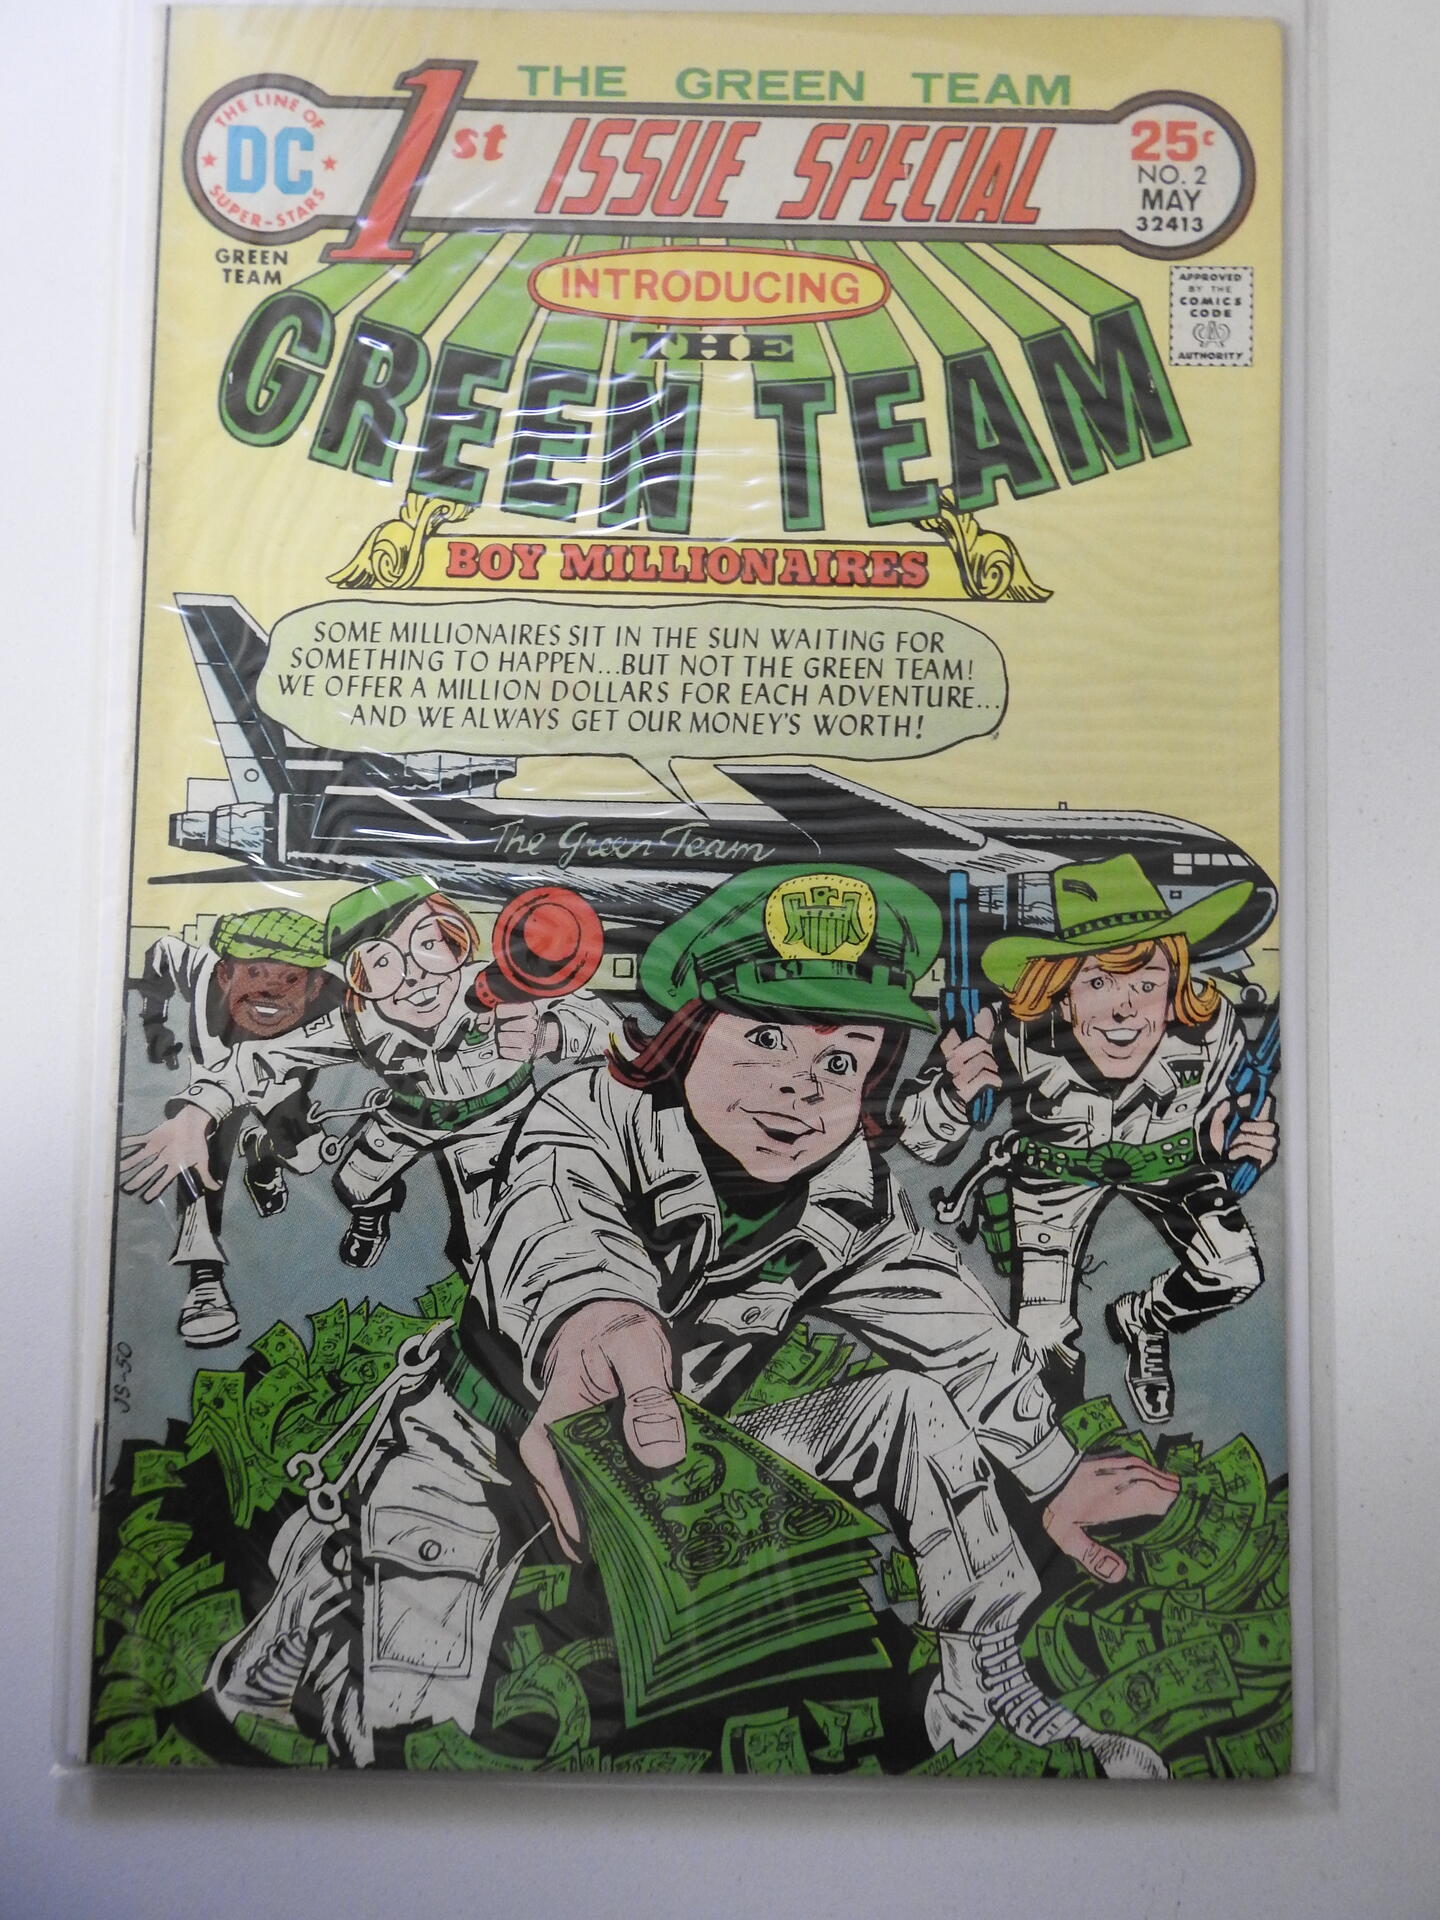 THE GREEN TEAM
THE LINE OF
DC
SUPER-STARS
1st ISSUE SPECIAL
25¢
NO. 2
MAY
32413
GREEN
TEAM
APPROVED
BY THE
COMICS
CODE
CA
AUTHORITY
INTRODUCING
THE
GREEN TEAM
BOY MILLIONAIRES
SOME MILLIONAIRES SIT IN THE SUN WAITING FOR
SOMETHING TO HAPPEN...BUT NOT THE GREEN TEAM!
WE OFFER A MILLION DOLLARS FOR EACH ADVENTURE...
AND WE ALWAYS GET OUR MONEY'S WORTH!
The Green Team
JS-50